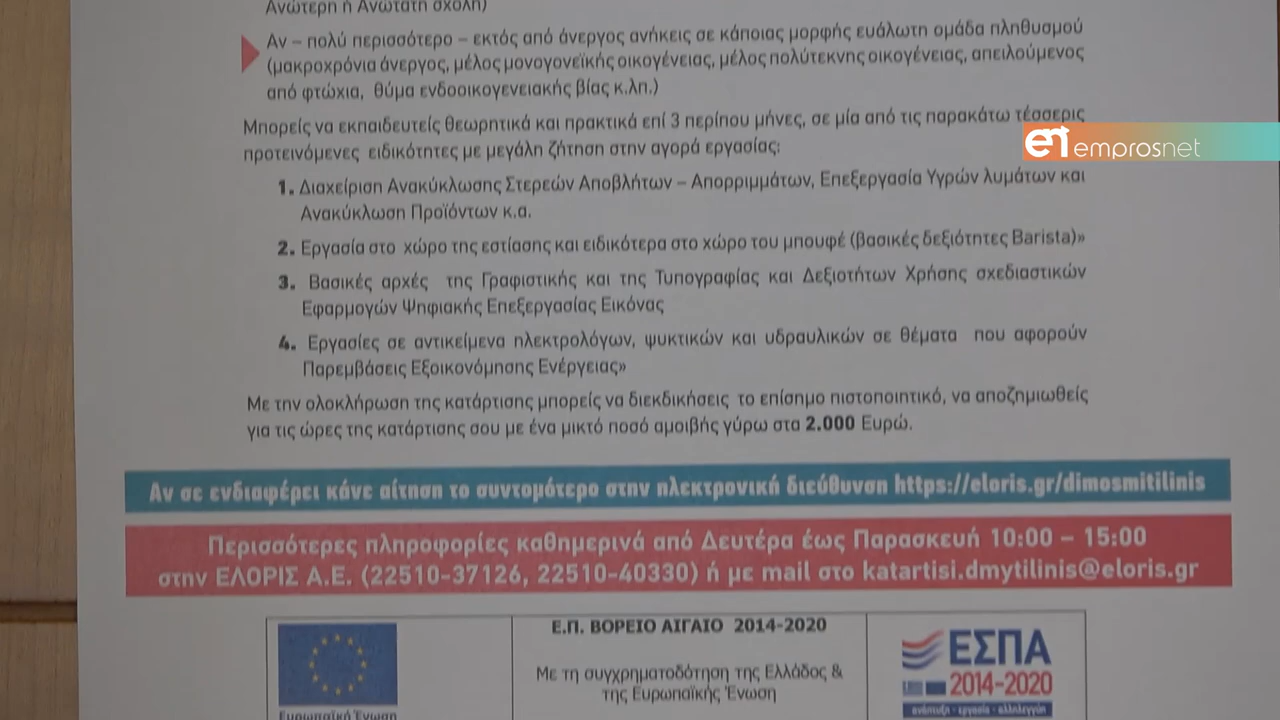 Ανώτερη ή Ανώτατη σχολή)
Αν – πολύ περισσότερο – εκτός από άνεργος ανήκεις σε κάποιας μορφής ευάλωτη ομάδα πληθυσμού
(μακροχρόνια άνεργος, μέλος μονογονεϊκής οικογένειας, μέλος πολύτεκνης οικογένειας, απειλούμενος
από φτώχια, θύμα ενδοοικογενειακής βίας κ.λπ.)
Μπορείς να εκπαιδευτείς θεωρητικά και πρακτικά επί 3 περίπου μήνες, σε μία από τις παρακάτω τέσσερις
προτεινόμενες ειδικότητες με μεγάλη ζήτηση στην αγορά εργασίας:
en emprosnet
1. Διαχείριση Ανακύκλωσης Στερεών Αποβλήτων – Απορριμμάτων, Επεξεργασία Υγρών λυμάτων και
Ανακύκλωση Προϊόντων κ.α.
2. Εργασία στο χώρο της εστίασης και ειδικότερα στο χώρο του μπουφέ (βασικές δεξιότητες Barista)»
3. Βασικές αρχές της Γραφιστικής και της Τυπογραφίας και Δεξιοτήτων Χρήσης σχεδιαστικών
Εφαρμογών Ψηφιακής Επεξεργασίας Εικόνας
4. Εργασίες σε αντικείμενα ηλεκτρολόγων, ψυκτικών και υδραυλικών σε θέματα που αφορούν
Παρεμβάσεις Εξοικονόμησης Ενέργειας»
Με την ολοκλήρωση της κατάρτισης μπορείς να διεκδικήσεις το επίσημο πιστοποιητικό, να αποζημιωθείς
για τις ώρες της κατάρτισης σου με ένα μικτό ποσό αμοιβής γύρω στα 2.000 Ευρώ.
Αν σε ενδιαφέρει κάνε αίτηση το συντομότερο στην ηλεκτρονική διεύθυνση https://eloris.gr/dimosmitilinis
Περισσότερες πληροφορίες καθημερινά από Δευτέρα έως Παρασκευή 10:00 – 15:00
στην ΕΛΟΡΙΣ Α.Ε. (22510-37126, 22510-40330) ή με mail στο katartisi.dmytilinis@eloris.gr
Ε.Π. ΒΟΡΕΙΟ ΑΙΓΑΙΟ 2014-2020
Με τη συγχρηματοδότηση της Ελλάδος &
της Ευρωπαϊκής Ένωση
Ευρωπαϊκή Ένωση
ΕΣΠΑ
2014-2020
ανάπτυξη - εργασία - αλληλεγγύη